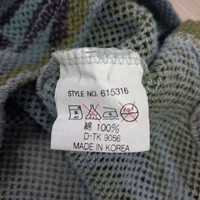 STYLE NO. 615316
綿 100%
D-TK 9056
MADE IN KOREA